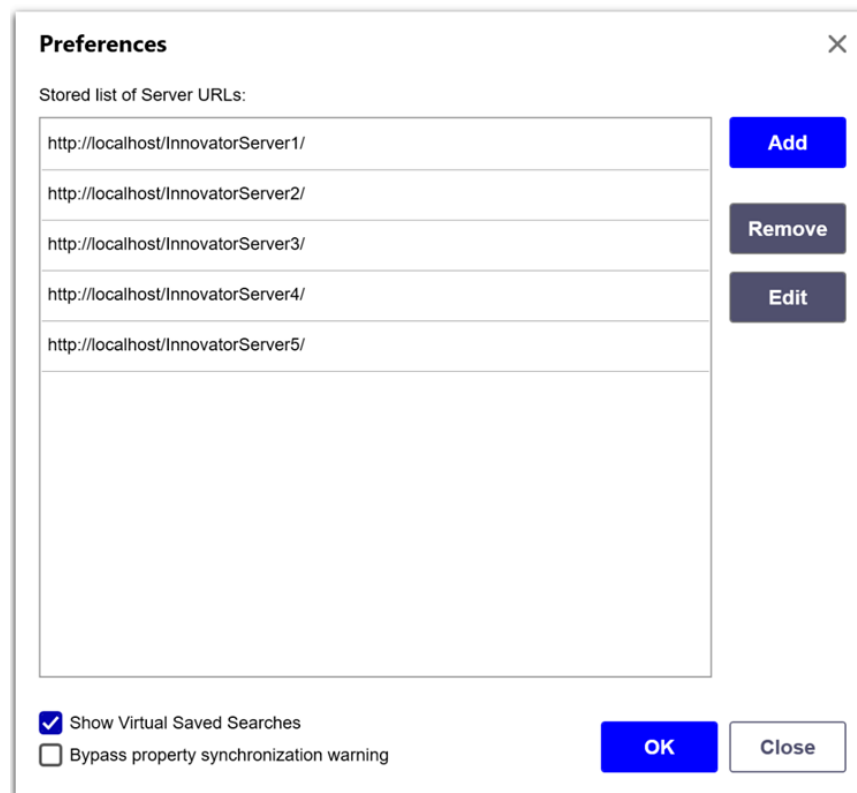 Preferences
Stored list of Server URLs:
http://localhost/InnovatorServer1/
Add
http://localhost/InnovatorServer2/
Remove
http://localhost/InnovatorServer3/
http://localhost/InnovatorServer4/
Edit
http://localhost/InnovatorServer5/
Show Virtual Saved Searches
Bypass property synchronization warning
OK
Close